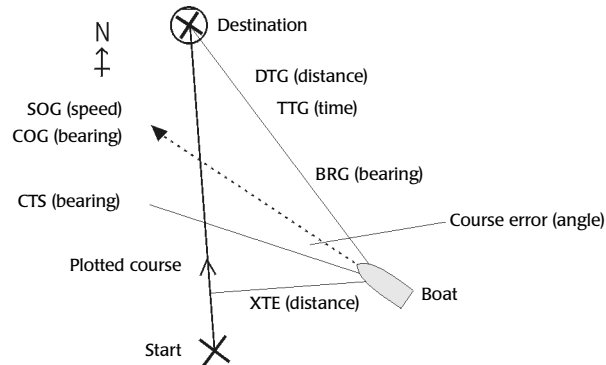 Destination
N
DTG (distance)
TTG (time)
SOG (speed)
COG (bearing)
BRG (bearing)
CTS (bearing)
Course error (angle)
Plotted course
Boat
XTE (distance)
Start